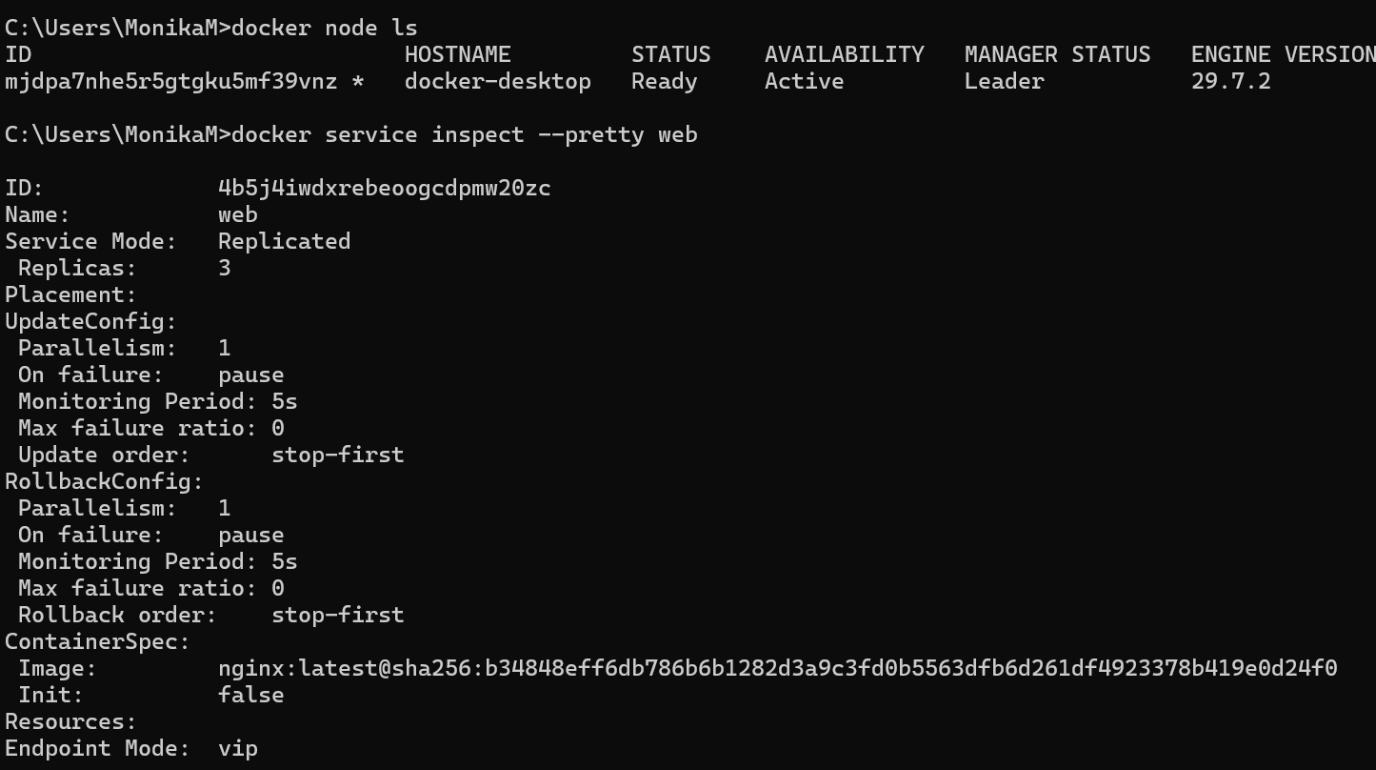 C:\Users\MonikaM>docker node ls
ID                            HOSTNAME         STATUS    AVAILABILITY   MANAGER STATUS   ENGINE VERSION
mjdpa7nhe5r5gtgku5mf39vnz *   docker-desktop   Ready     Active         Leader           29.7.2
C:\Users\MonikaM>docker service inspect --pretty web
ID:             4b5j4iwdxrebeoogcdpmw20zc
Name:           web
Service Mode:   Replicated
 Replicas:      3
Placement:
UpdateConfig:
 Parallelism:   1
 On failure:    pause
 Monitoring Period: 5s
 Max failure ratio: 0
 Update order:      stop-first
RollbackConfig:
 Parallelism:   1
 On failure:    pause
 Monitoring Period: 5s
 Max failure ratio: 0
 Rollback order:    stop-first
ContainerSpec:
 Image:         nginx:latest@sha256:b34848eff6db786b6b1282d3a9c3fd0b5563dfb6d261df4923378b419e0d24f0
 Init:          false
Resources:
Endpoint Mode:  vip